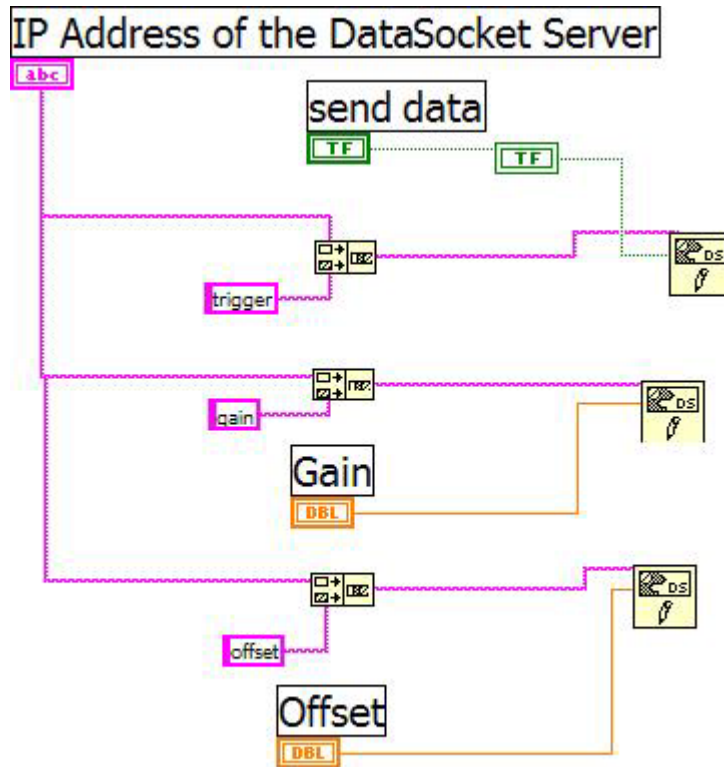 IP Address of the DataSocket Server
abc
send data
TF
TF
DS
trigger
DS
gain
Gain
DBL
DS
offset
Offset
DBL